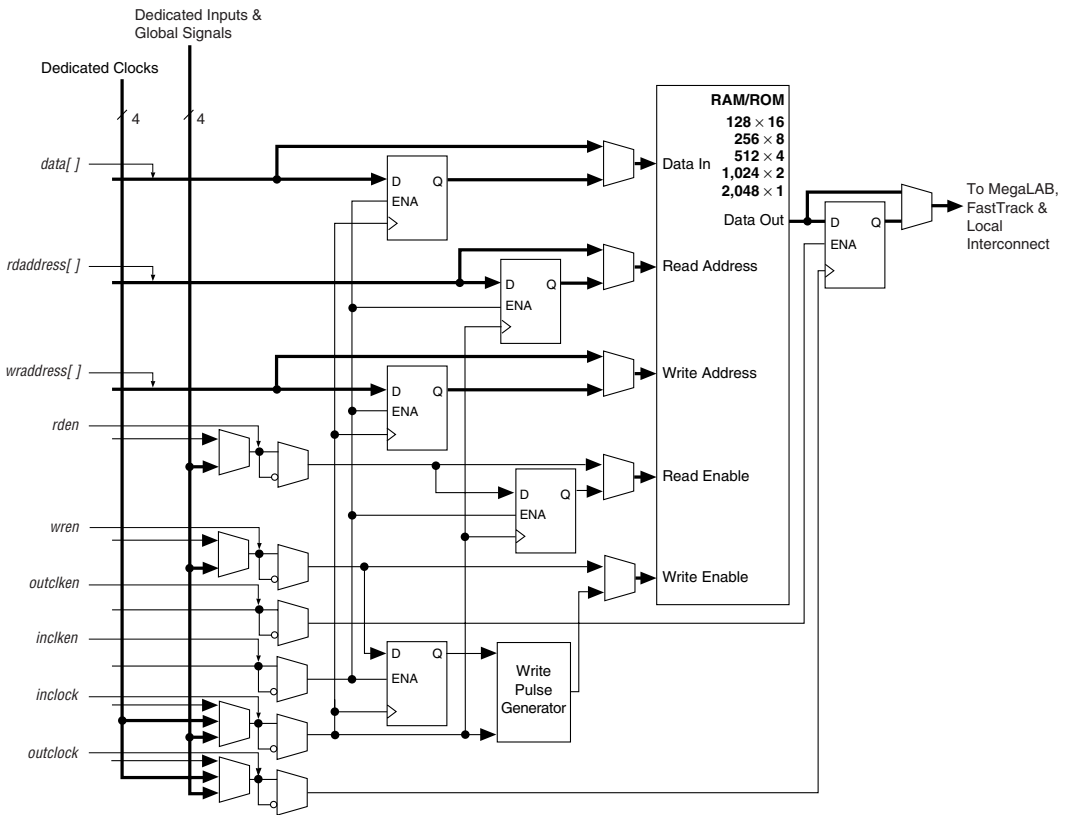 Dedicated Inputs &
Global Signals
Dedicated Clocks
4
4
RAM/ROM
128 × 16
256 × 8
512 × 4
1,024 × 2
2,048 × 1
data[ ]
D
Q
ENA
Data In
Data Out
D
Q
ENA
To MegaLAB,
FastTrack &
Local
Interconnect
rdaddress[ ]
D
Q
ENA
Read Address
wraddress[ ]
D
Q
ENA
Write Address
rden
D
Q
ENA
Read Enable
wren
Write Enable
outclken
inclken
D
Q
ENA
Write
Pulse
Generator
inclock
outclock